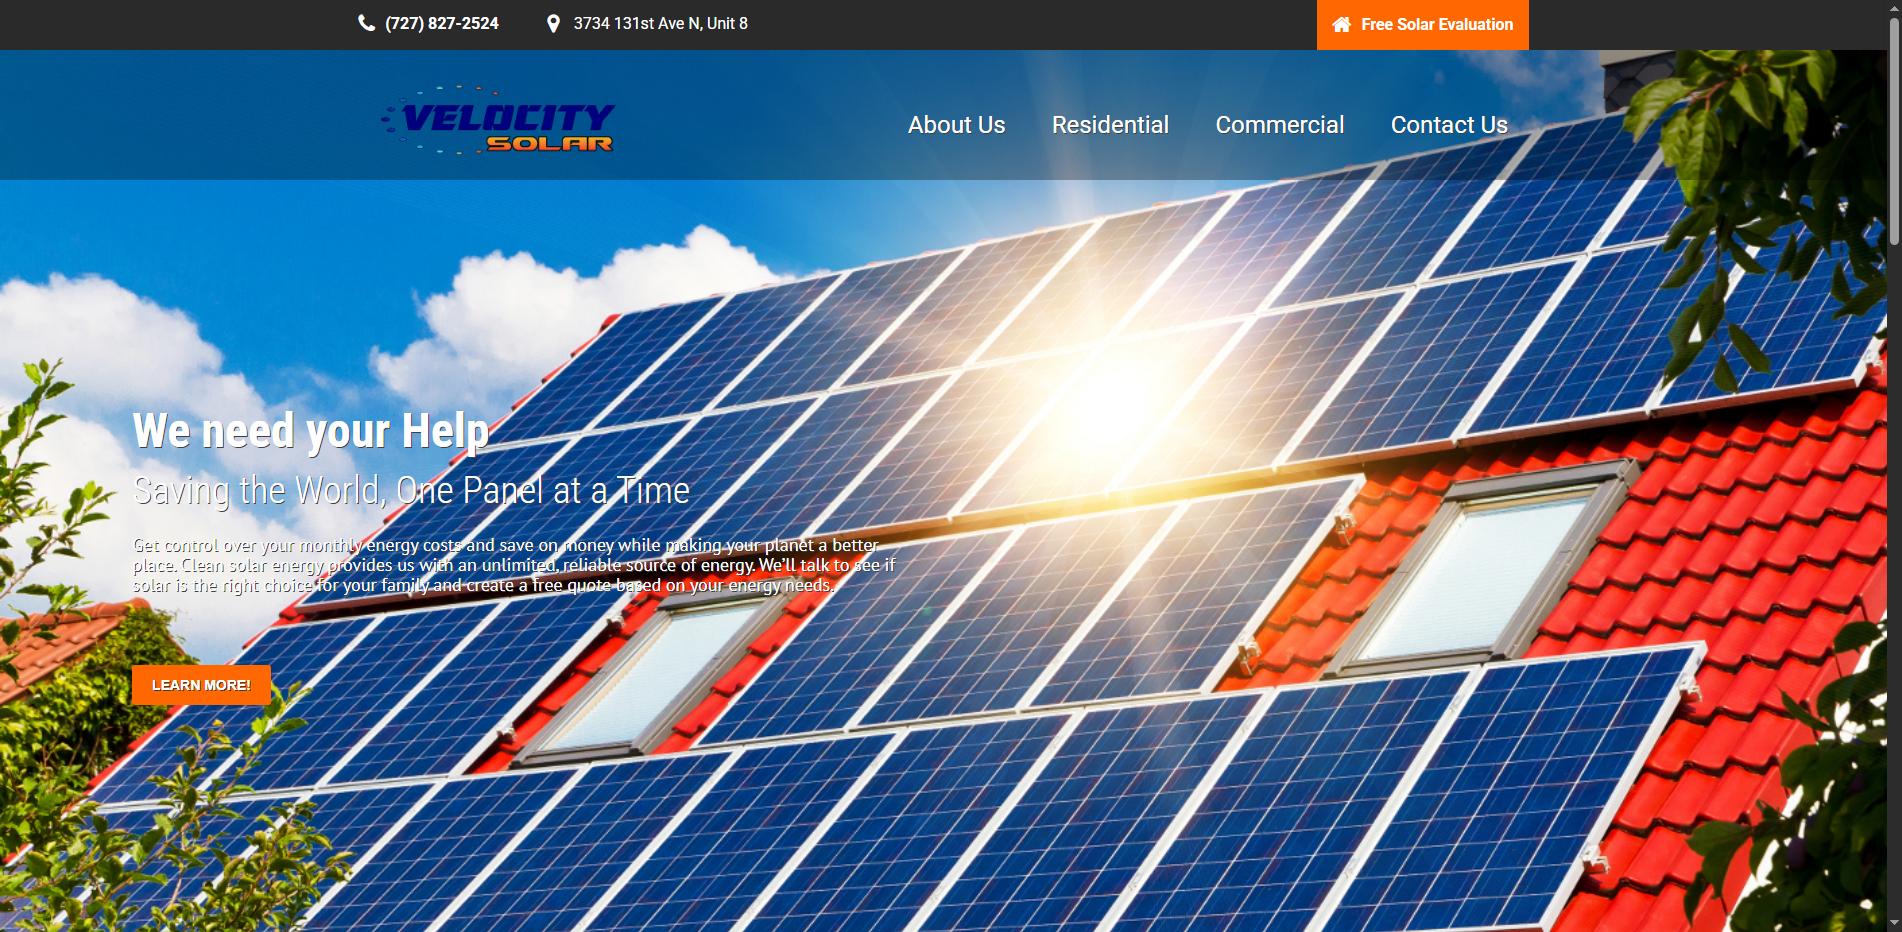 (727) 827-2524
3734 131st Ave N, Unit 8
Free Solar Evaluation
VELOCITY
SOLAR
About Us
Residential
Commercial
Contact Us
We need your Help
Saving the World, One Panel at a Time
Get control over your monthly energy costs and save on money while making your planet a better
place. Clean solar energy provides us with an unlimited, reliable source of energy. We'll talk to see if
solar is the right choice for your family and create a free quote based on your energy needs.
LEARN MORE!